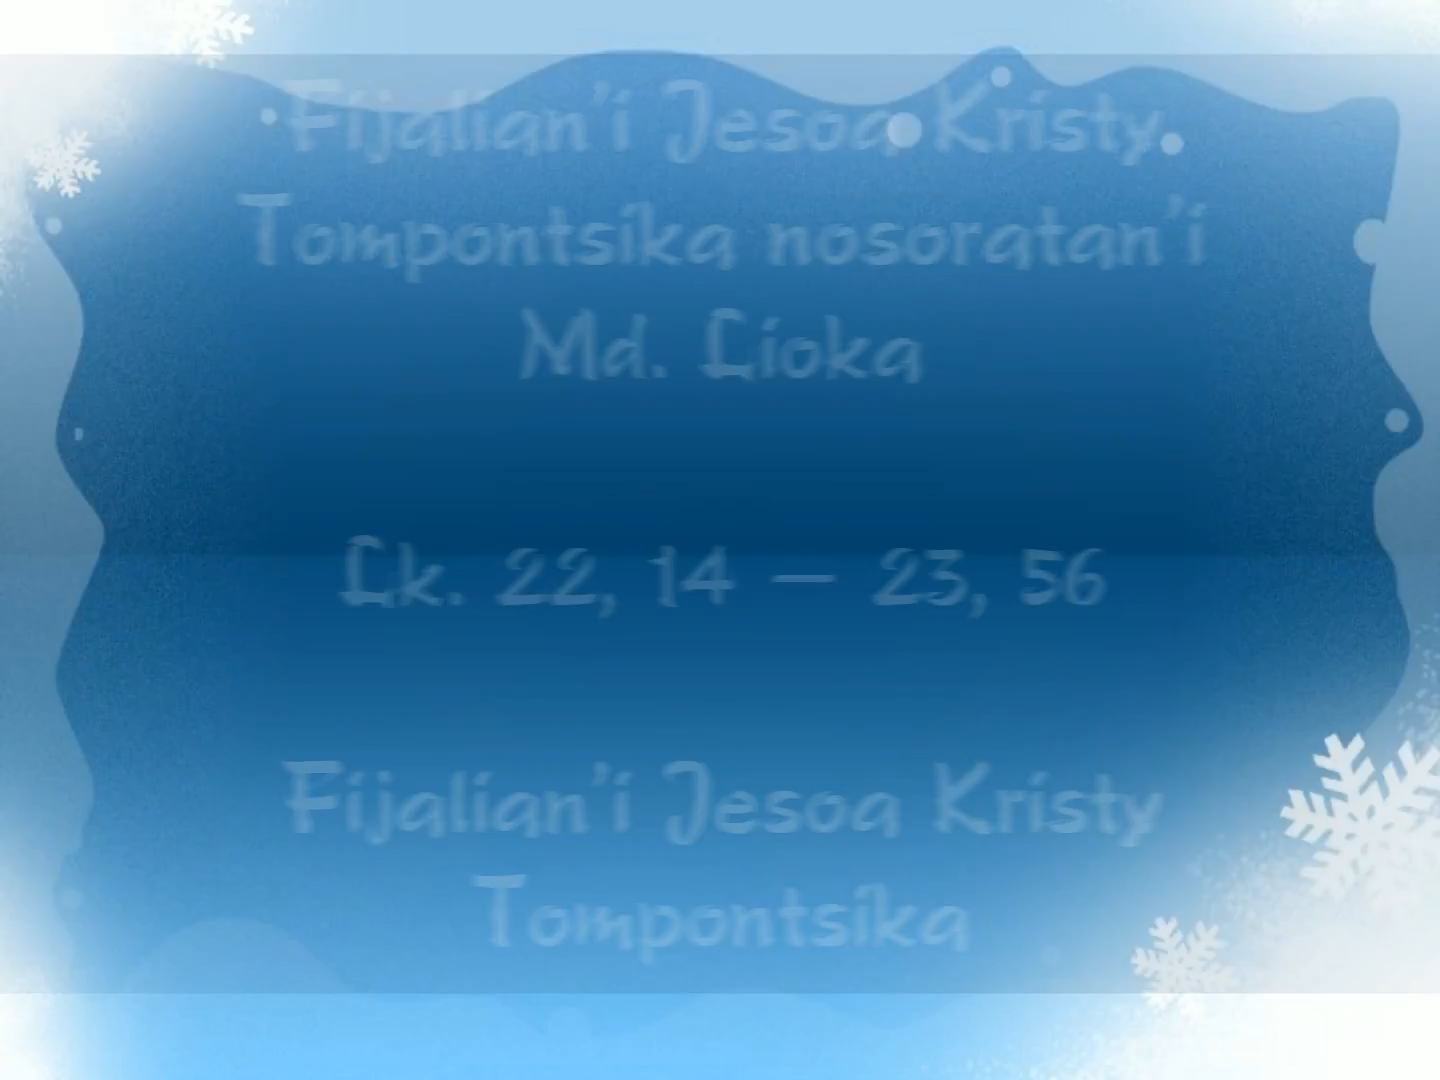 Fijalian'i Jesoa Kristy
Tompontsika nosoratan'i
Md. Lioka
Lk. 22, 14 – 23, 56
Fijalian'i Jesoa Kristy
Tompontsika